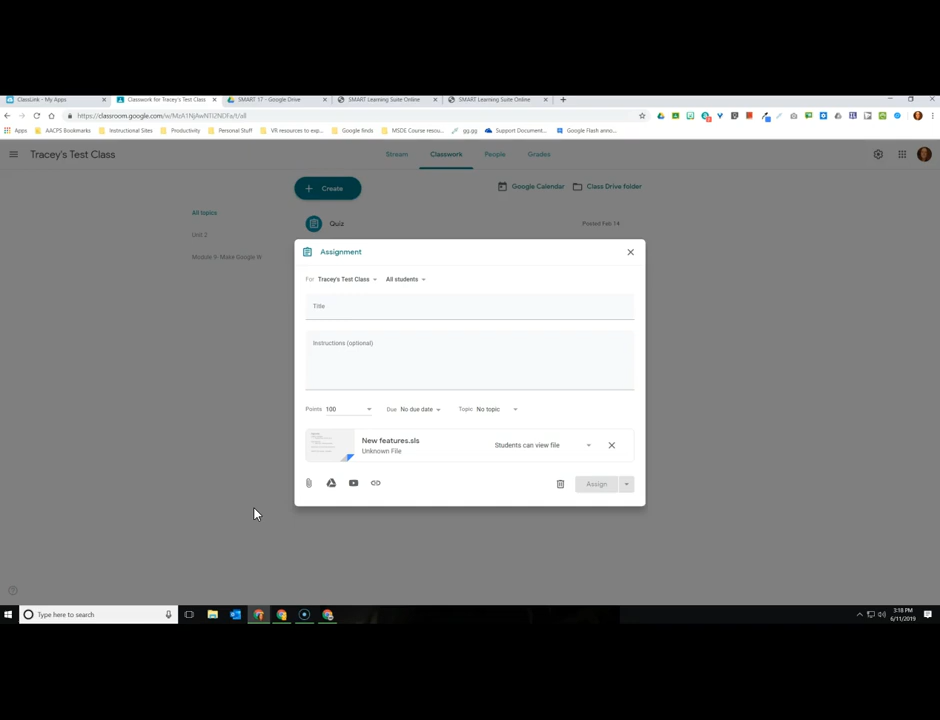 ClassLink - My Apps
Classwork for Tracey's Test Class
SMART 17 - Google Drive
SMART Learning Suite Online
SMART Learning Suite Online
https://classroom.google.com/w/MzA1NjAwNTI2NDFa/t/all
Apps
AACPS Bookmarks
Instructional Sites
Productivity
Personal Stuff
VR resources to exp...
Google finds
MSDE Course resou...
gg.gg
Support Document...
Google Flash anno...
Tracey's Test Class
Stream
Classwork
People
Grades
Create
Google Calendar
Class Drive folder
All topics
Quiz
Posted Feb 14
Unit 2
Module 9: Make Google W
Assignment
For Tracey's Test Class All students
Title
Instructions (optional)
Points 100 Due No due date Topic No topic
New features.sls
Unknown File
Students can view file
Assign
Type here to search
3:18 PM
6/11/2019